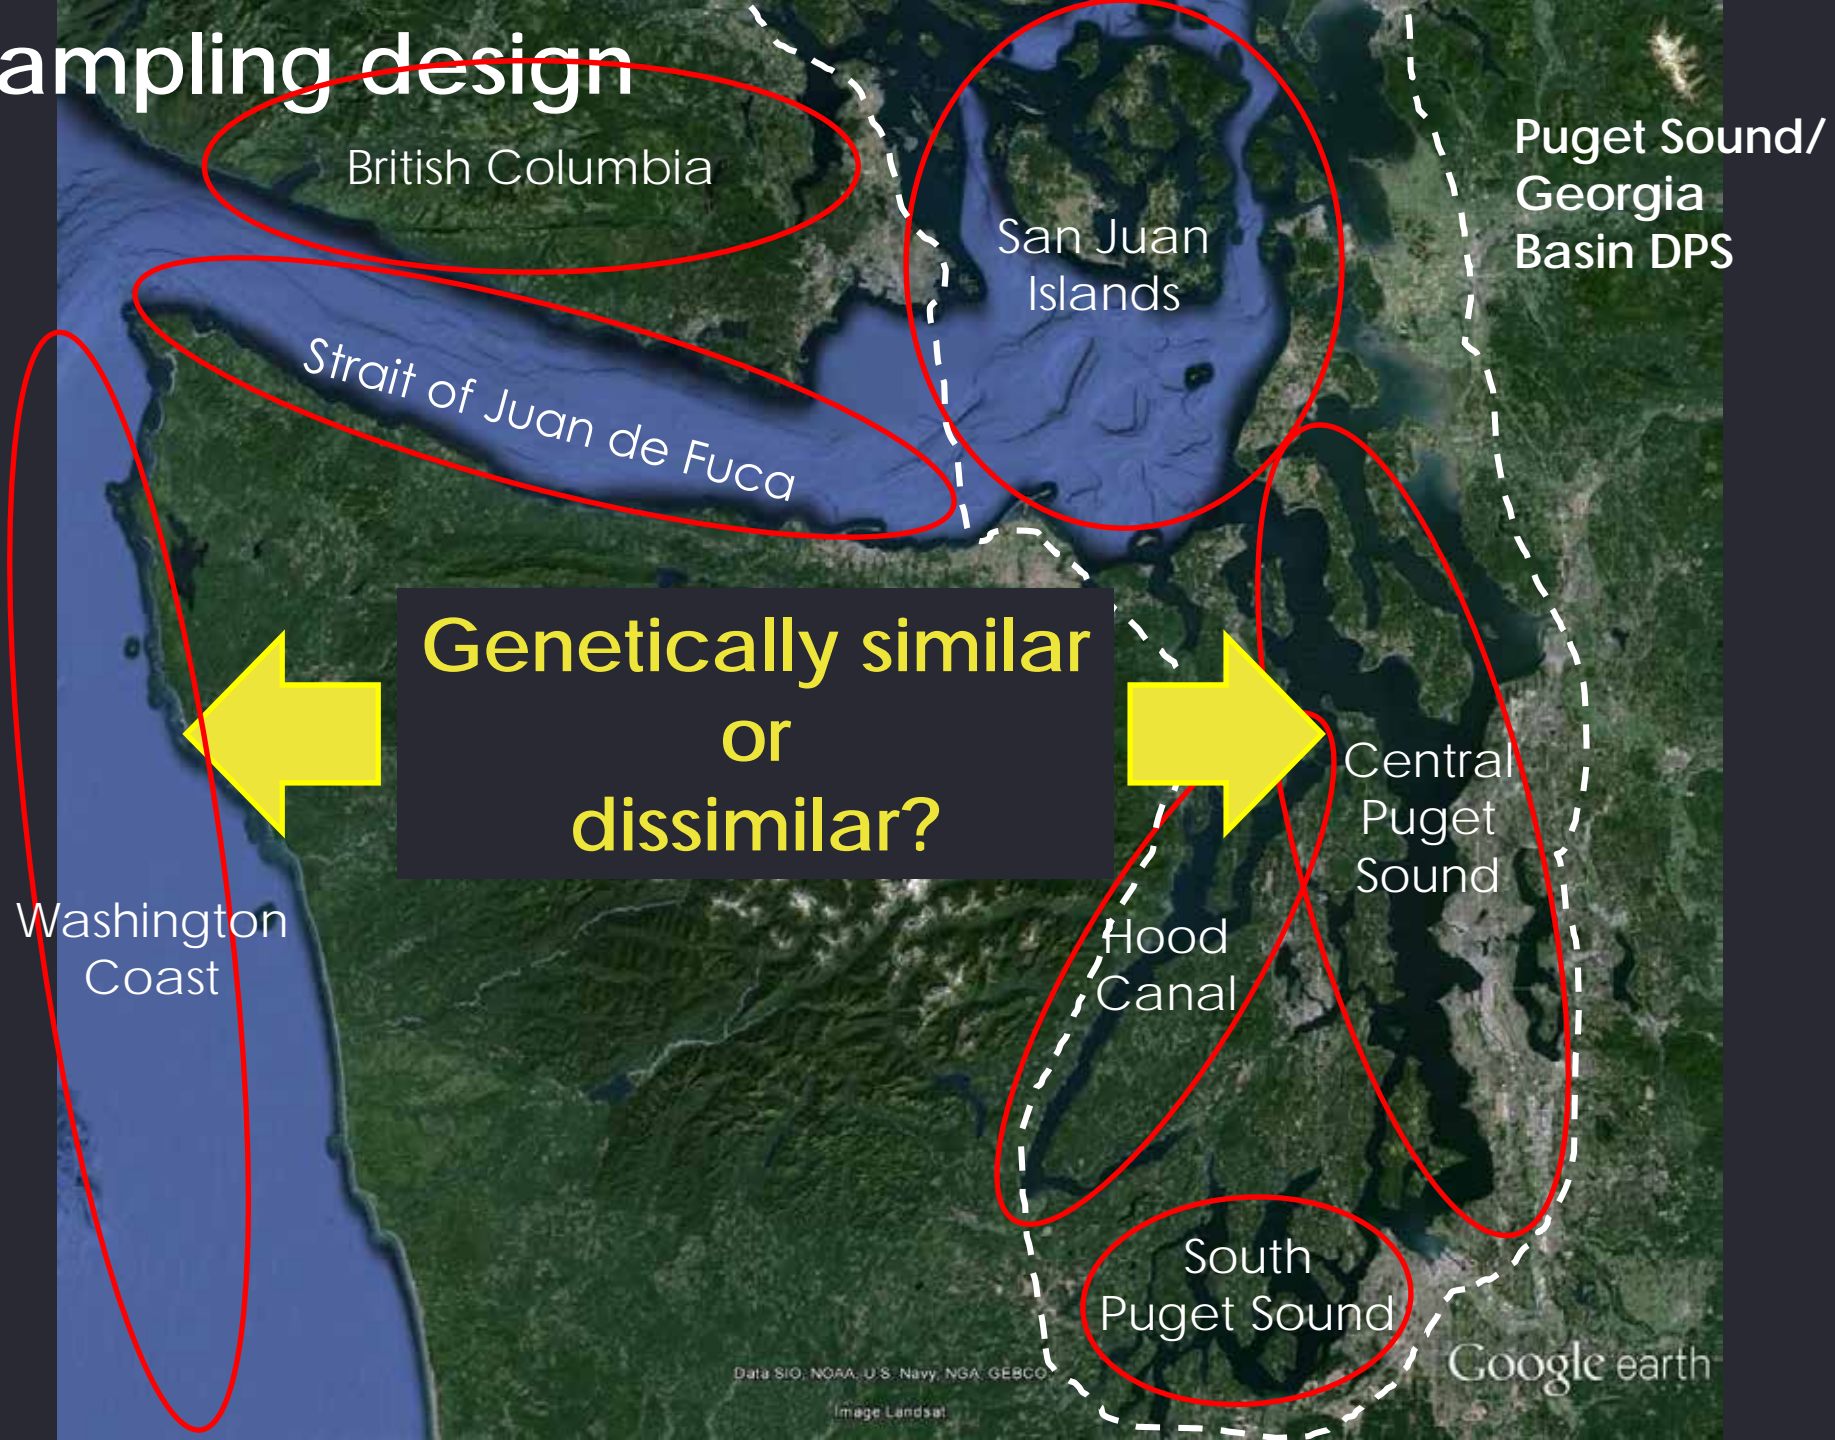 ampling design
British Columbia
Puget Sound/
Georgia
Basin DPS
San Juan
Islands
Strait of Juan de Fuca
Genetically similar
or
dissimilar?
Central
Puget
Sound
Washington
Coast
Hood
Canal
South
Puget Sound
Data SIO, NOAA, U.S. Navy, NGA, GEBCO
Image Landsat
Google earth